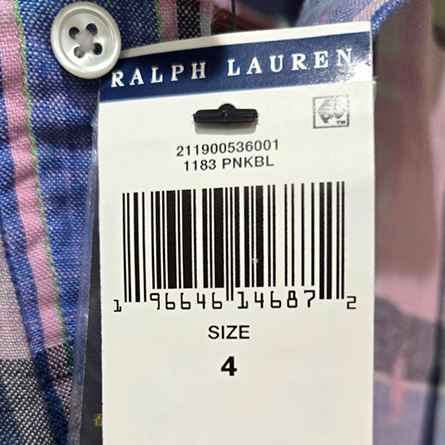 RALPH LAUREN
211900536001
1183 PNKBL
1 96646 14687 2
SIZE
4